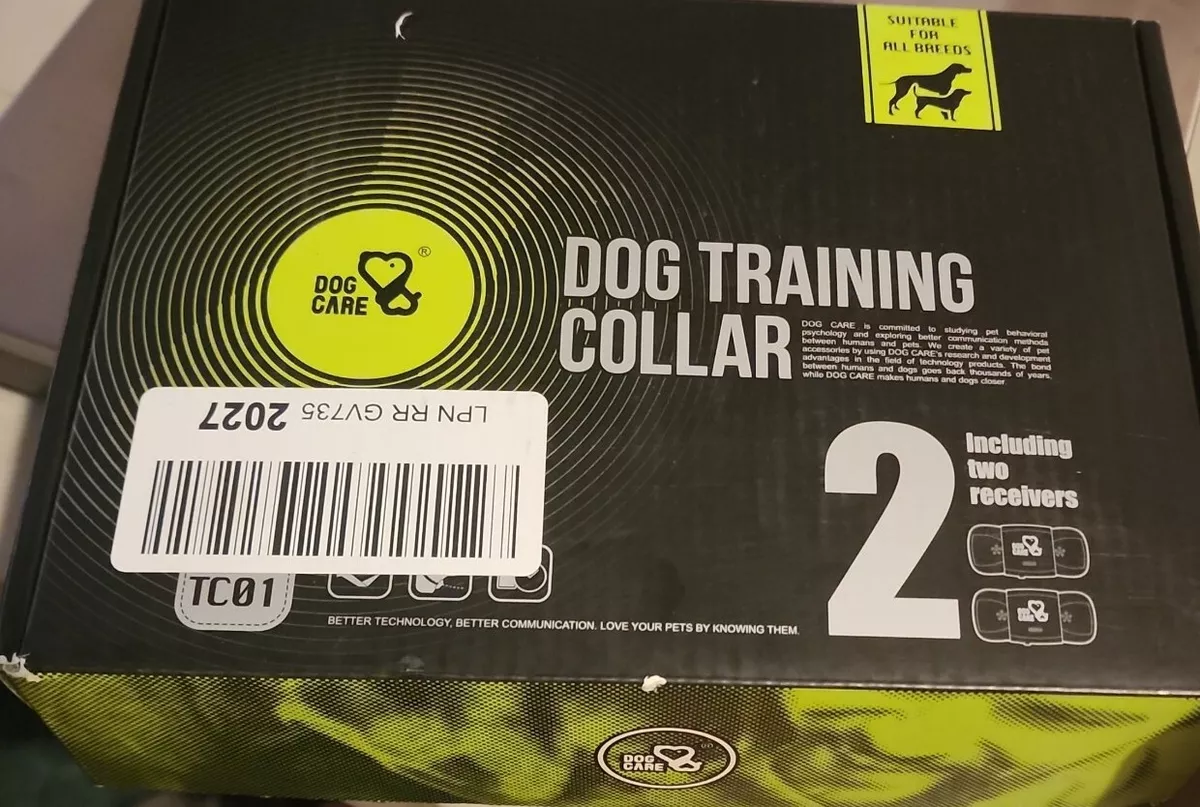 SUITABLE
FOR
ALL BREEDS
DOG
CARE
®
DOG TRAINING
COLLAR
DOG CARE is committed to studying pet behavioral
psychology and exploring better communication methods
between humans and pets. We create a variety of pet
accessories by using DOG CARE's research and development
advantages in the field of technology products. The bond
between humans and dogs goes back thousands of years,
while DOG CARE makes humans and dogs closer
LPN RR GV735 2027
2
Including
two
receivers
DOG
CARE
DOG
CARE
TC01
BETTER TECHNOLOGY, BETTER COMMUNICATION. LOVE YOUR PETS BY KNOWING THEM.
DOG
CARE